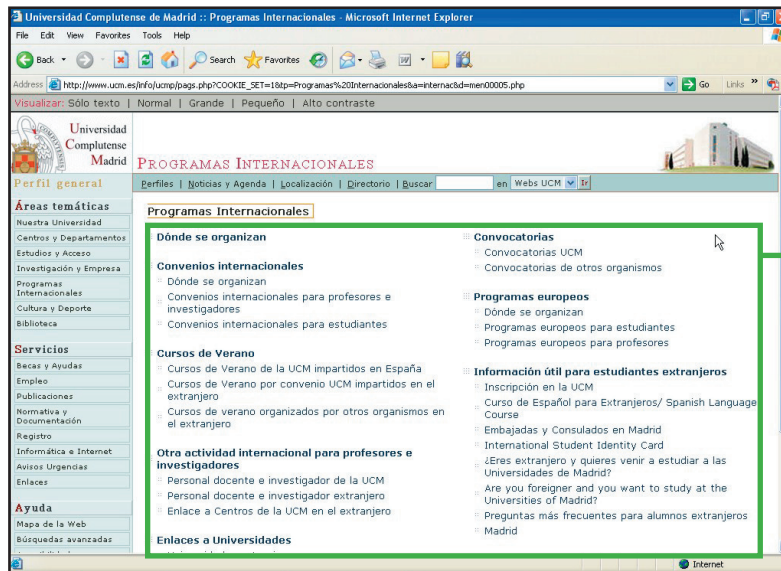 Universidad Complutense de Madrid :: Programas Internacionales - Microsoft Internet Explorer
File Edit View Favorites Tools Help
Back Search Favorites
Address http://www.ucm.es/info/ucmp/pags.php?COOKIE_SET=1&tp=Programas%20Internacionales&a=internac&d=men00005.php Go Links »
Visualizar: Sólo texto | Normal | Grande | Pequeño | Alto contraste
Universidad
Complutense
Madrid
PROGRAMAS INTERNACIONALES
Perfil general
Perfiles | Noticias y Agenda | Localización | Directorio | Buscar en Webs UCM Ir
Áreas temáticas
Nuestra Universidad
Centros y Departamentos
Estudios y Acceso
Investigación y Empresa
Programas
Internacionales
Cultura y Deporte
Biblioteca
Servicios
Becas y Ayudas
Empleo
Publicaciones
Normativa y
Documentación
Registro
Informática e Internet
Avisos Urgencias
Enlaces
Ayuda
Mapa de la Web
Búsquedas avanzadas
Programas Internacionales
Dónde se organizan
Convenios internacionales
Dónde se organizan
Convenios internacionales para profesores e
investigadores
Convenios internacionales para estudiantes
Cursos de Verano
Cursos de Verano de la UCM impartidos en España
Cursos de Verano por convenio UCM impartidos en el
extranjero
Cursos de verano organizados por otros organismos en
el extranjero
Otra actividad internacional para profesores e
investigadores
Personal docente e investigador de la UCM
Personal docente e investigador extranjero
Enlace a Centros de la UCM en el extranjero
Enlaces a Universidades
Convocatorias
Convocatorias UCM
Convocatorias de otros organismos
Programas europeos
Dónde se organizan
Programas europeos para estudiantes
Programas europeos para profesores
Información útil para estudiantes extranjeros
Inscripción en la UCM
Curso de Español para Extranjeros/ Spanish Language
Course
Embajadas y Consulados en Madrid
International Student Identity Card
¿Eres extranjero y quieres venir a estudiar a las
Universidades de Madrid?
Are you foreigner and you want to study at the
Universities of Madrid?
Preguntas más frecuentes para alumnos extranjeros
Madrid
Internet